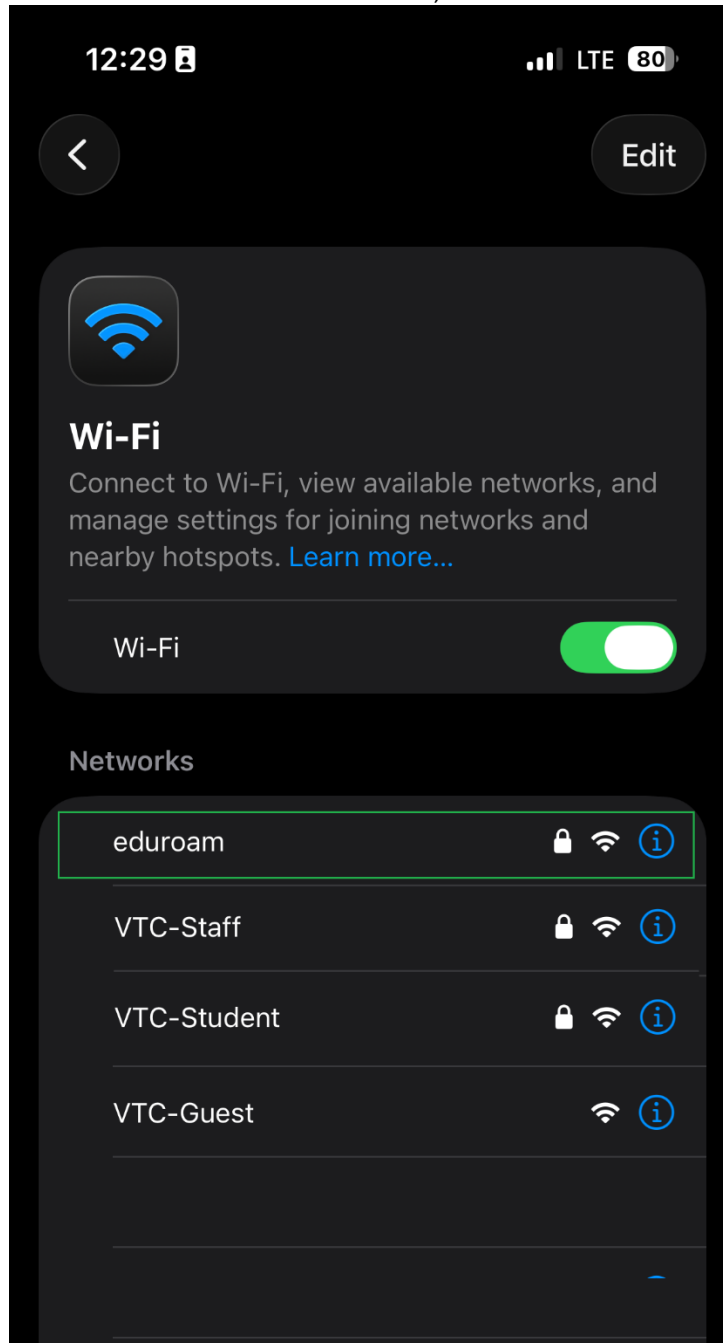 12:29
LTE 80
Edit
Wi-Fi
Connect to Wi-Fi, view available networks, and
manage settings for joining networks and
nearby hotspots. Learn more...
Wi-Fi
Networks
eduroam
VTC-Staff
VTC-Student
VTC-Guest